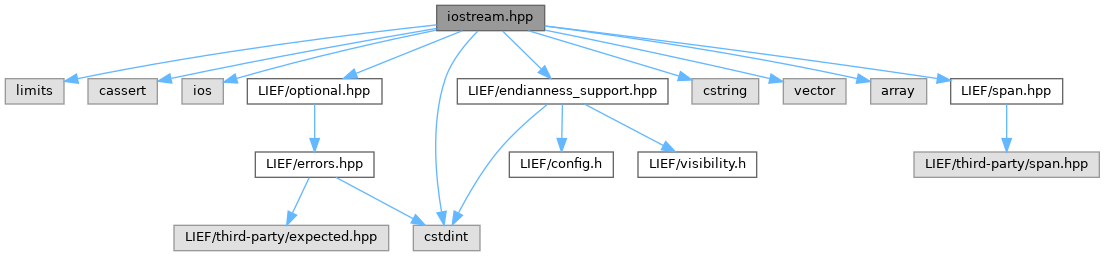 iostream.hpp
limits
cassert
ios
LIEF/optional.hpp
LIEF/endianness_support.hpp
cstring
vector
array
LIEF/span.hpp
LIEF/errors.hpp
LIEF/config.h
LIEF/visibility.h
LIEF/third-party/span.hpp
LIEF/third-party/expected.hpp
cstdint